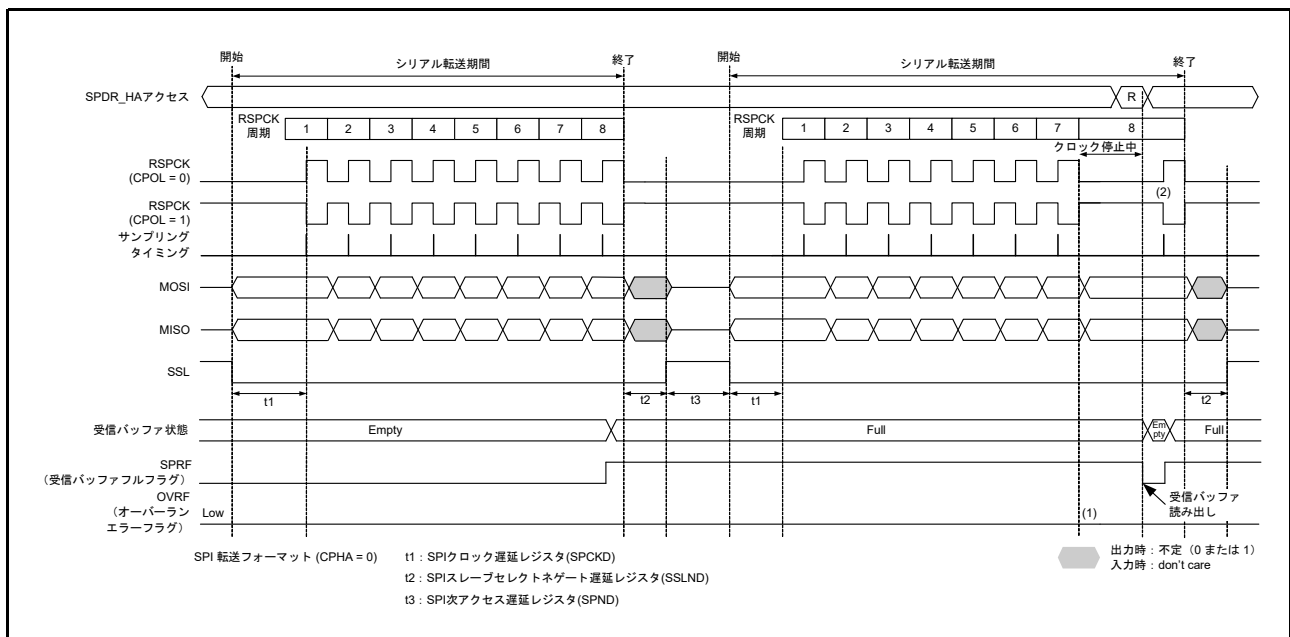 開始
シリアル転送期間
終了
開始
シリアル転送期間
終了
SPDR_HAアクセス
R
RSPCK
周期
1 2 3 4 5 6 7 8
RSPCK
周期
1 2 3 4 5 6 7 8
クロック停止中
RSPCK
(CPOL = 0)
(2)
RSPCK
(CPOL = 1)
サンプリング
タイミング
MOSI
MISO
SSL
t1
t2
t3
t1
t2
受信バッファ状態
Empty
Full
Em
pty
Full
SPRF
(受信バッファフルフラグ)
受信バッファ
読み出し
OVRF
(オーバーラン
エラーフラグ)
Low
(1)
SPI 転送フォーマット (CPHA = 0)
t1:SPIクロック遅延レジスタ(SPCKD)
t2:SPIスレーブセレクトネゲート遅延レジスタ(SSLND)
t3:SPI次アクセス遅延レジスタ(SPND)
出力時:不定(0 または 1)
入力時:don't care